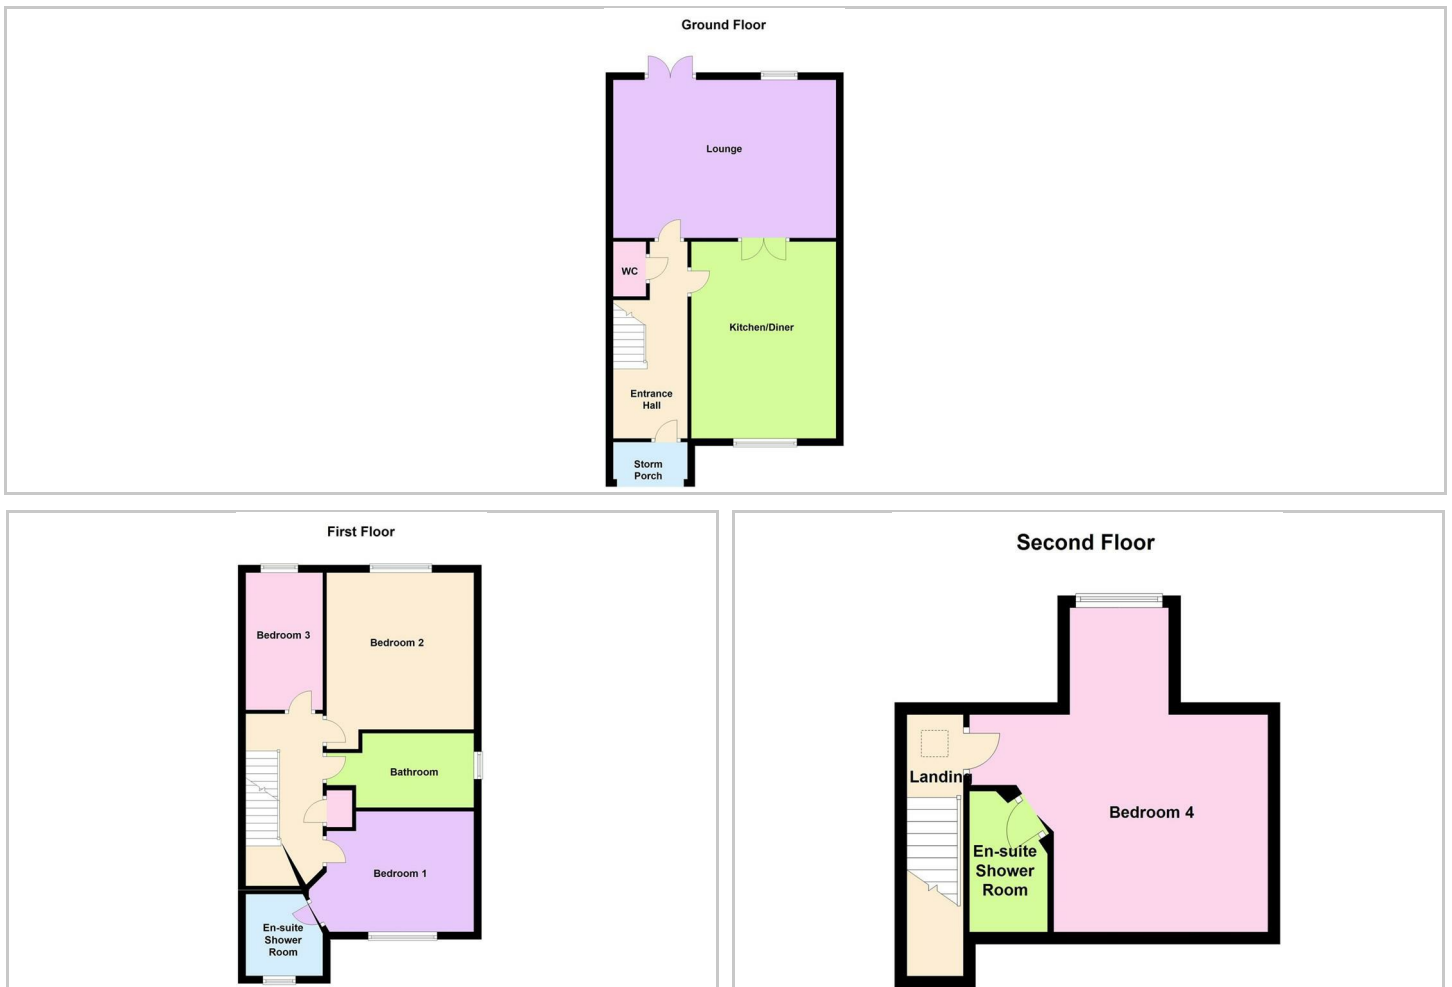 Ground Floor
Lounge
WC
Kitchen/Diner
Entrance
Hall
Storm
Porch
First Floor
Bedroom 3
Bedroom 2
Bathroom
Bedroom 1
En-suite
Shower
Room
Second Floor
Landing
Bedroom 4
En-suite
Shower
Room